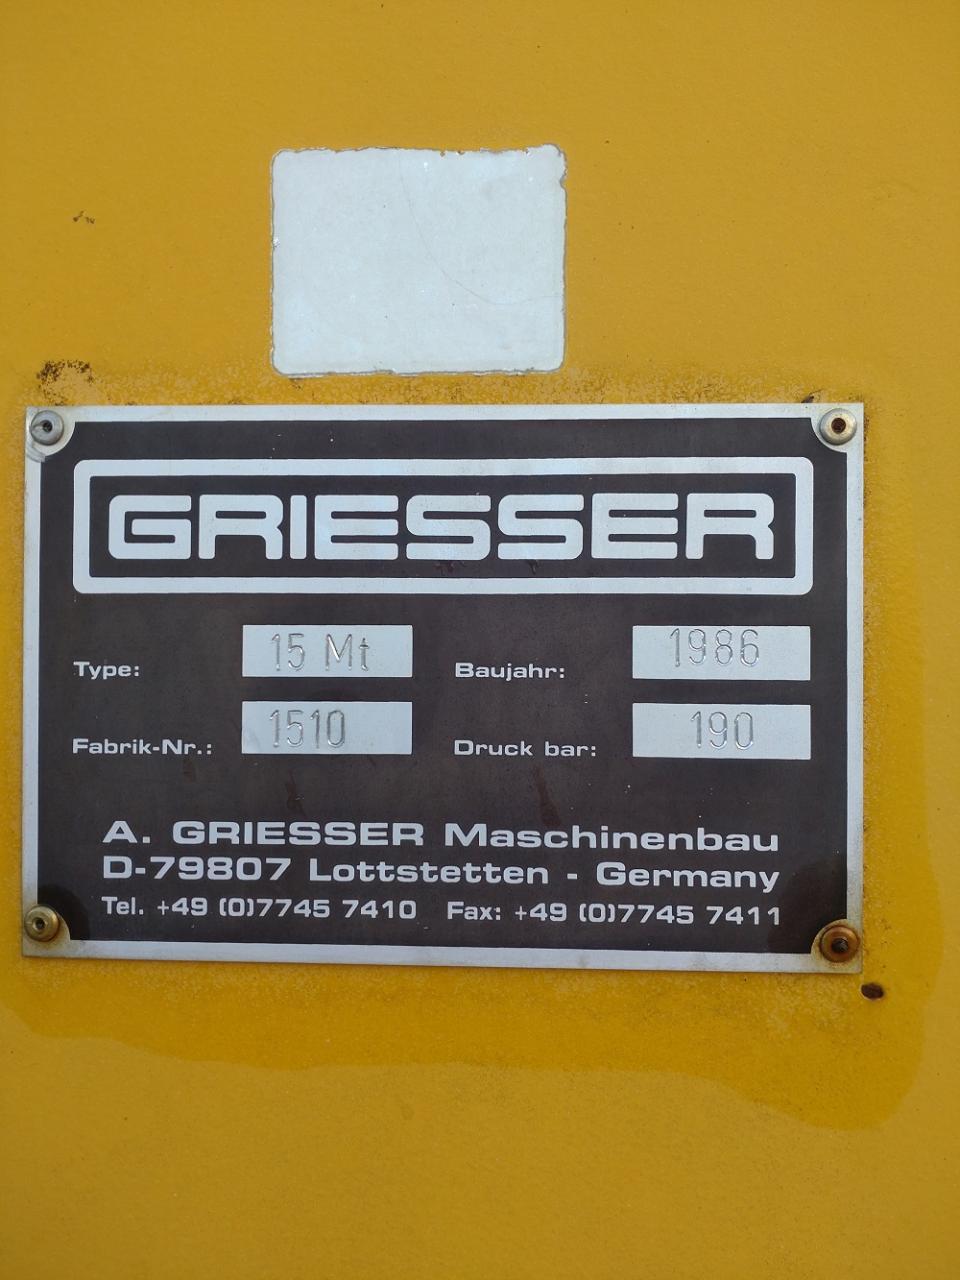 GRIESSER
Type: 15 Mt Baujahr: 1986
Fabrik-Nr.: 1510 Druck bar: 190
A. GRIESSER Maschinenbau
D-79807 Lottstetten - Germany
Tel. +49 (0)7745 7410 Fax: +49 (0)7745 7411